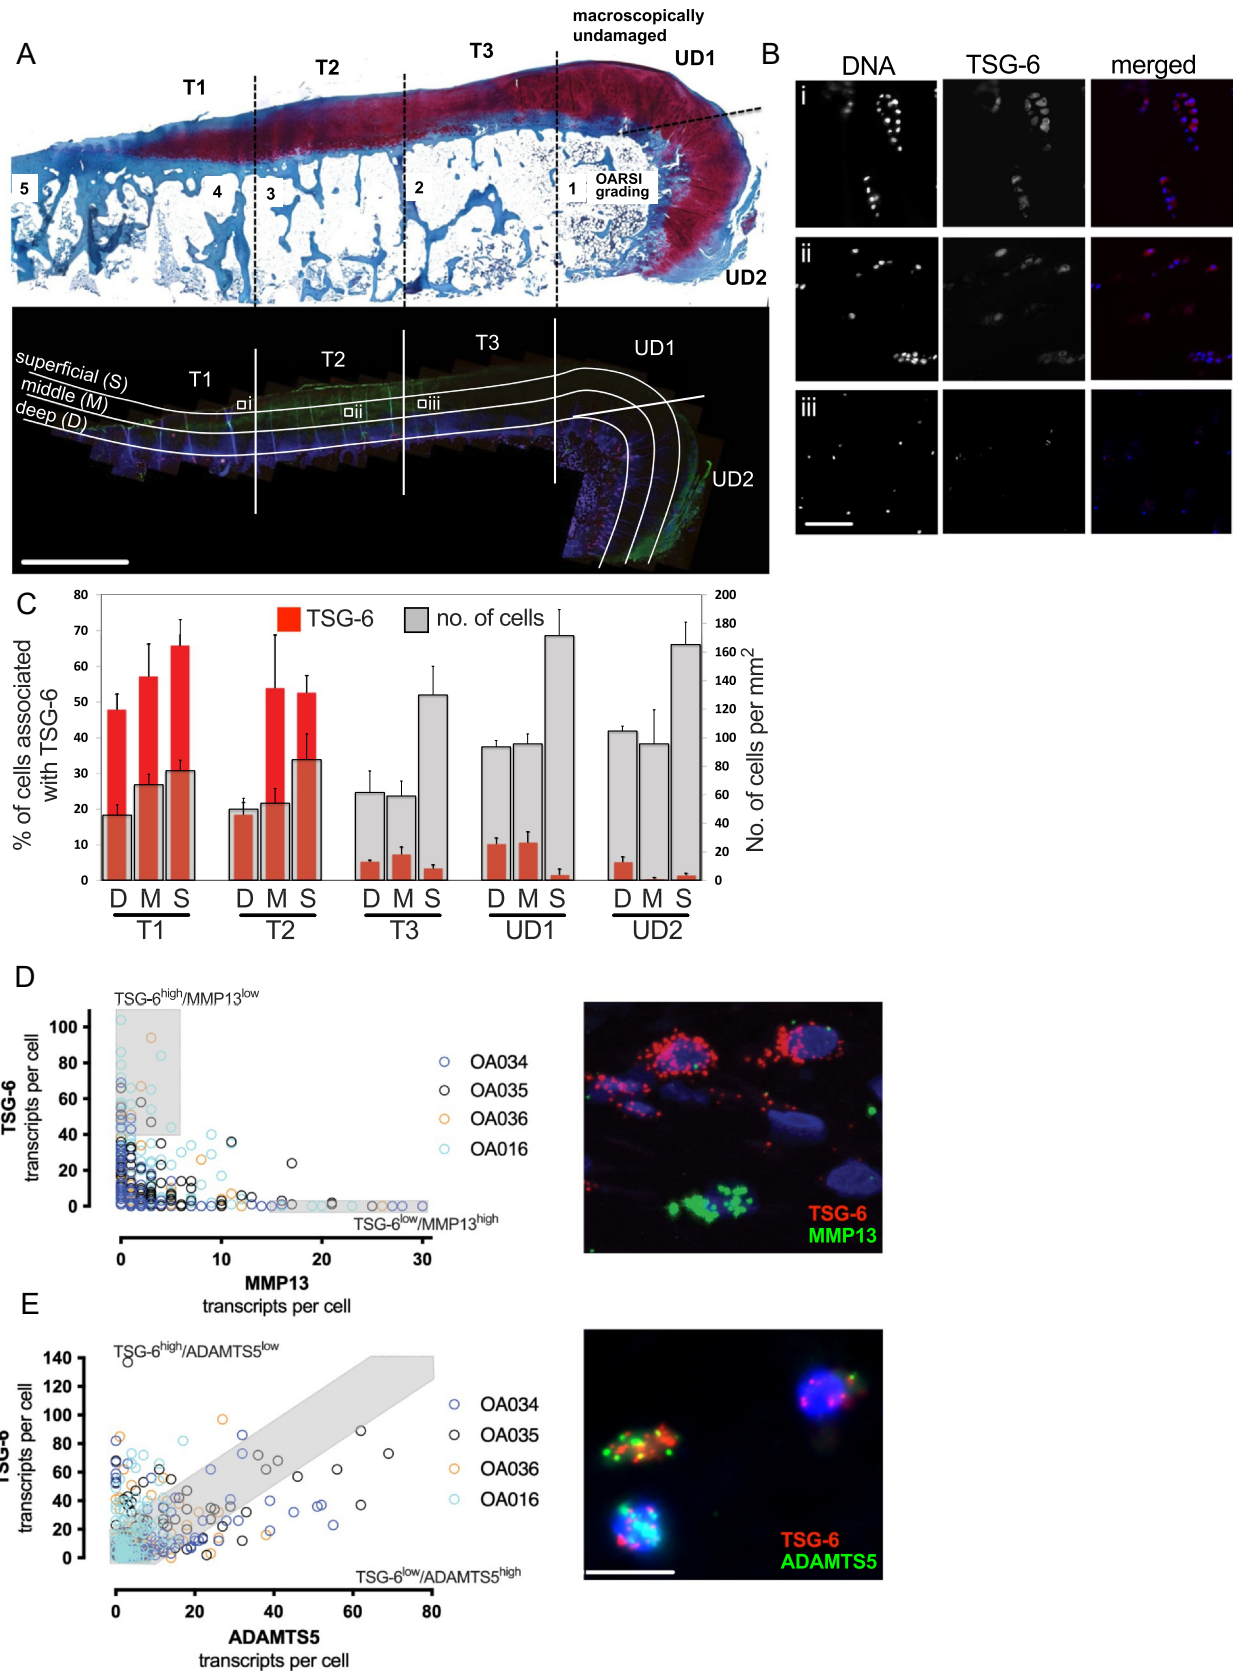 A
macroscopically
undamaged
T1
T2
T3
UD1
5
4
3
2
1
OARSI
grading
UD2
superficial (S)
middle (M)
deep (D)
T1
T2
T3
UD1
UD2
i
ii
iii
B
DNA
TSG-6
merged
i
ii
iii
C
TSG-6
no. of cells
% of cells associated
with TSG-6
80
70
60
50
40
30
20
10
0
200
180
160
140
120
100
80
60
40
20
0
No. of cells per mm2
D M S D M S D M S D M S D M S
T1 T2 T3 UD1 UD2
D
TSG-6high/MMP13low
TSG-6
transcripts per cell
100
80
60
40
20
0
OA034
OA035
OA036
OA016
TSG-6low/MMP13high
0 10 20 30
MMP13
transcripts per cell
TSG-6
MMP13
E
TSG-6high/ADAMTS5low
TSG-6
transcripts per cell
140
120
100
80
60
40
20
0
OA034
OA035
OA036
OA016
TSG-6low/ADAMTS5high
0 20 40 60 80
ADAMTS5
transcripts per cell
TSG-6
ADAMTS5